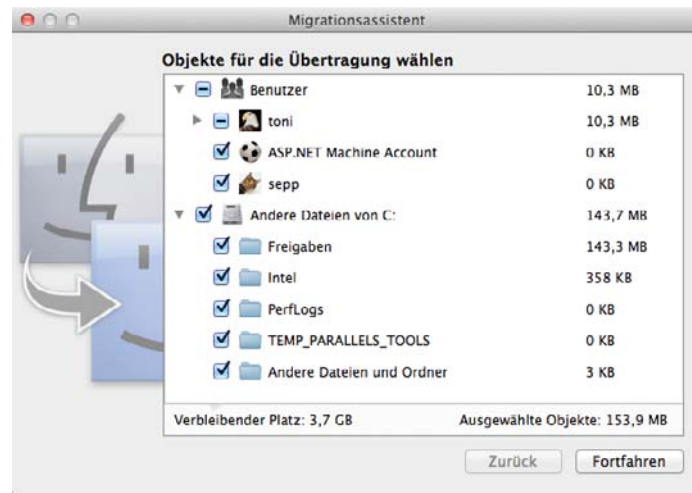 Migrationsassistent
Objekte für die Übertragung wählen
Benutzer 10,3 MB
toni 10,3 MB
ASP.NET Machine Account 0 KB
sepp 0 KB
Andere Dateien von C: 143,7 MB
Freigaben 143,3 MB
Intel 358 KB
PerfLogs 0 KB
TEMP_PARALLELS_TOOLS 0 KB
Andere Dateien und Ordner 3 KB
Verbleibender Platz: 3,7 GB Ausgewählte Objekte: 153,9 MB
Zurück Fortfahren